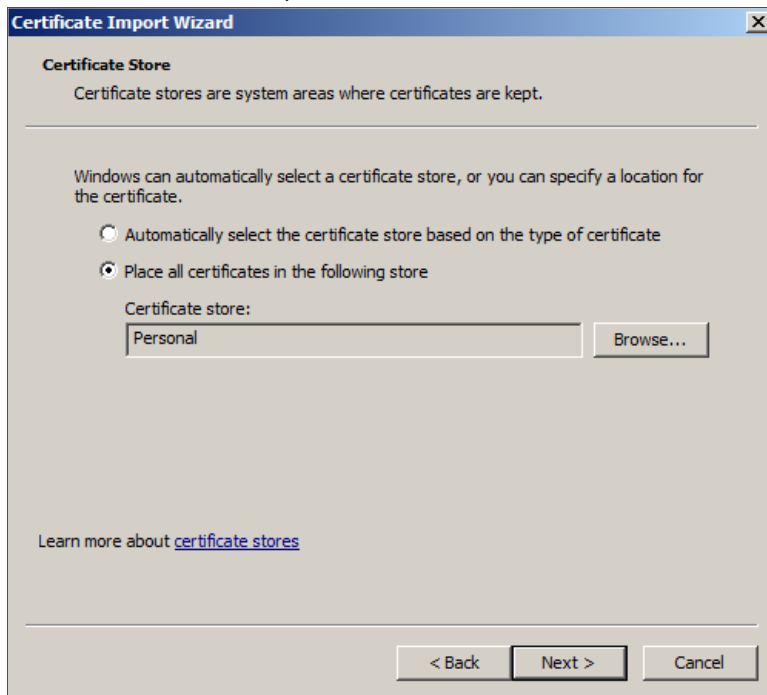 Certificate Import Wizard
Certificate Store
Certificate stores are system areas where certificates are kept.
Windows can automatically select a certificate store, or you can specify a location for
the certificate.
Automatically select the certificate store based on the type of certificate
Place all certificates in the following store
Certificate store:
Personal
Browse...
Learn more about certificate stores
< Back Next > Cancel